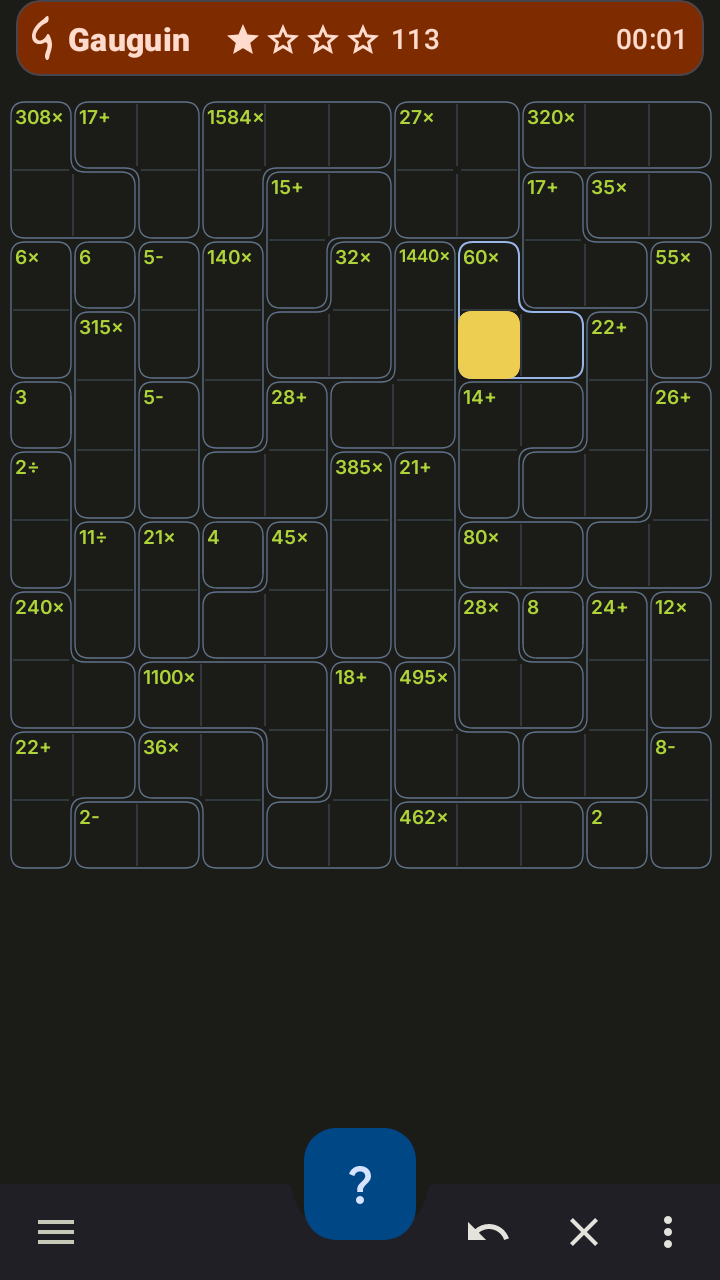 Gauguin 113 00:01
308× 17+ 1584× 27× 320×
15+ 17+ 35×
6× 6 5- 140× 32× 1440× 60× 55×
315× 22+
3 5- 28+ 14+ 26+
2÷ 385× 21+
11÷ 21× 4 45× 80×
240× 28× 8 24+ 12×
1100× 18+ 495×
22+ 36× 8-
2- 462× 2
?